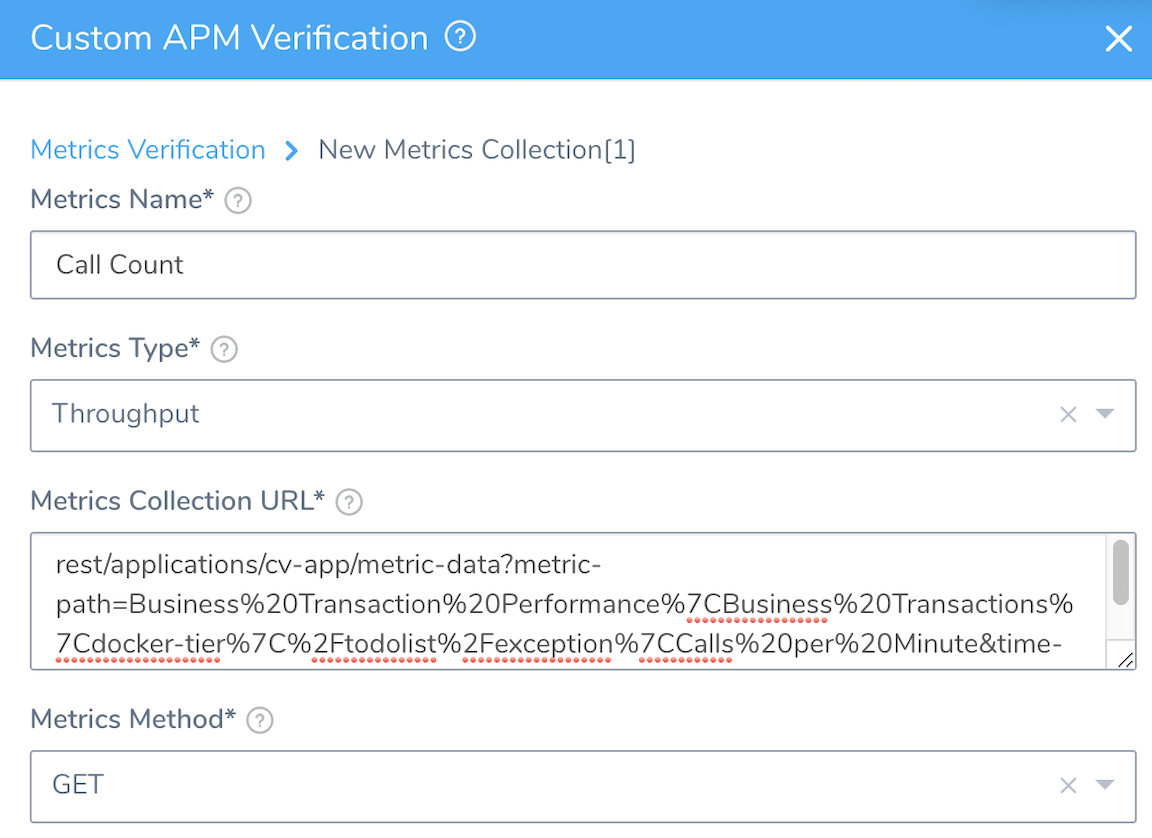 Custom APM Verification ?
Metrics Verification > New Metrics Collection[1]
Metrics Name* ?
Call Count
Metrics Type* ?
Throughput
Metrics Collection URL* ?
rest/applications/cv-app/metric-data?metric-
path=Business%20Transaction%20Performance%7CBusiness%20Transactions%
7Cdocker-tier%7C%2Ftodolist%2Fexception%7CCalls%20per%20Minute&time-
Metrics Method* ?
GET